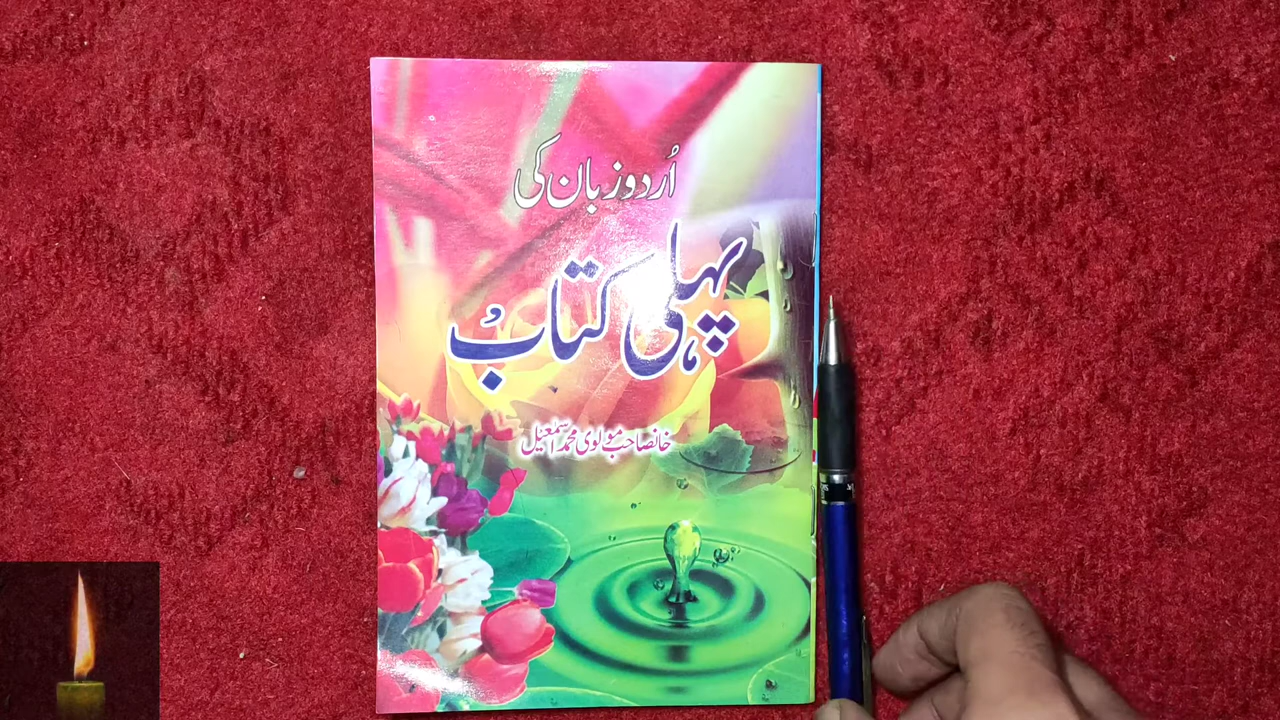 اُردو زبان کی
پہلی کتاب
خانصاحب مولوی محمد اسمٰعیل